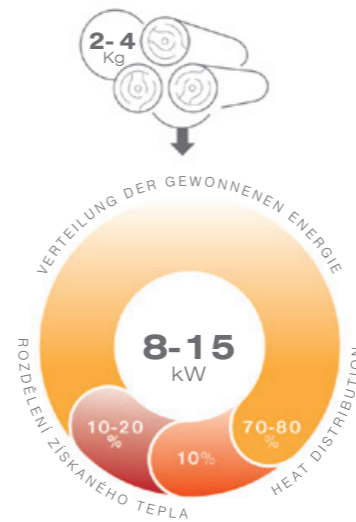 2-4
Kg
VERTEILUNG DER GEWONNENEN ENERGIE
8-15
kW
10-20
%
10%
70-80
%
ROZDĚLENÍ ZÍSKANÉHO TEPLA
HEAT DISTRIBUTION